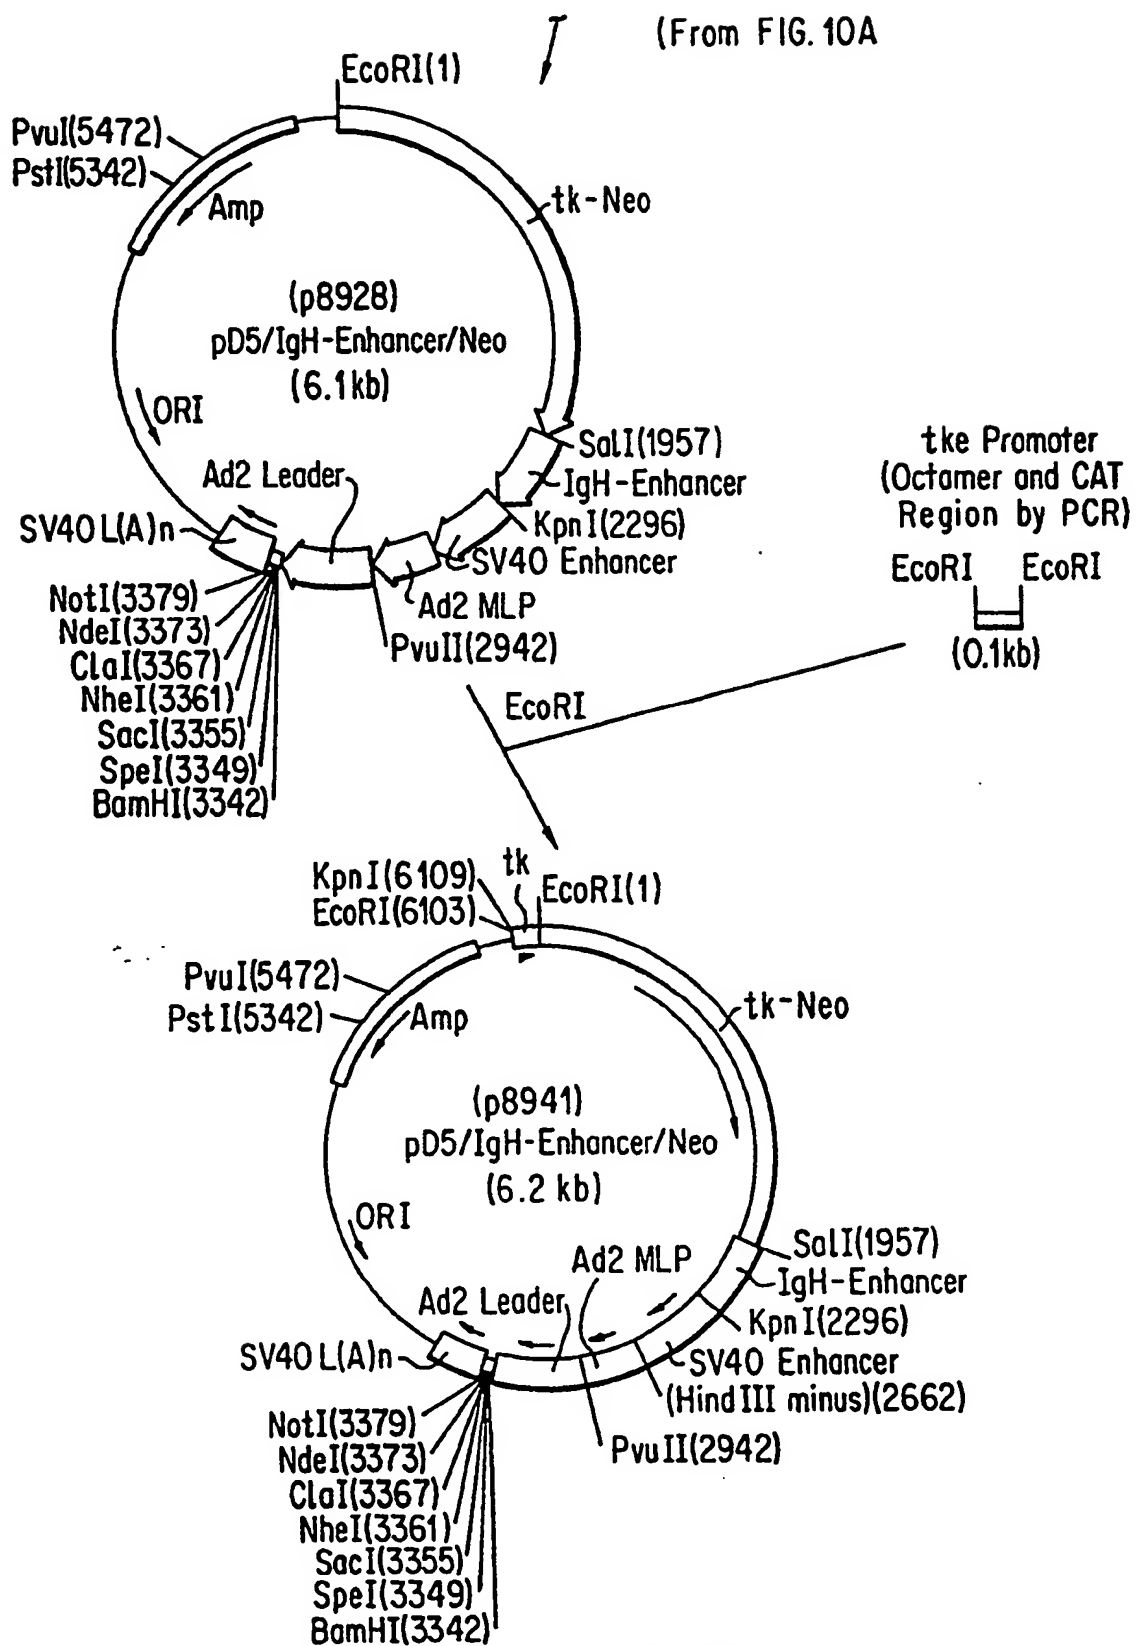 (From FIG. 10A
EcoRI(1)
PvuI(5472)
PstI(5342)
Amp
tk-Neo
(p8928)
pD5/IgH-Enhancer/Neo
(6.1kb)
ORI
SalI(1957)
IgH-Enhancer
KpnI(2296)
SV40 Enhancer
Ad2 Leader
SV40 L(A)n
Ad2 MLP
PvuII(2942)
NotI(3379)
NdeI(3373)
ClaI(3367)
NheI(3361)
SacI(3355)
SpeI(3349)
BamHI(3342)
tke Promoter
(Octamer and CAT
Region by PCR)
EcoRI EcoRI
(0.1kb)
EcoRI
KpnI(6109)
EcoRI(6103)
tk
EcoRI(1)
PvuI(5472)
PstI(5342)
Amp
tk-Neo
(p8941)
pD5/IgH-Enhancer/Neo
(6.2 kb)
ORI
SalI(1957)
IgH-Enhancer
KpnI(2296)
SV40 Enhancer
(Hind III minus)(2662)
Ad2 MLP
Ad2 Leader
SV40 L(A)n
PvuII(2942)
NotI(3379)
NdeI(3373)
ClaI(3367)
NheI(3361)
SacI(3355)
SpeI(3349)
BamHI(3342)